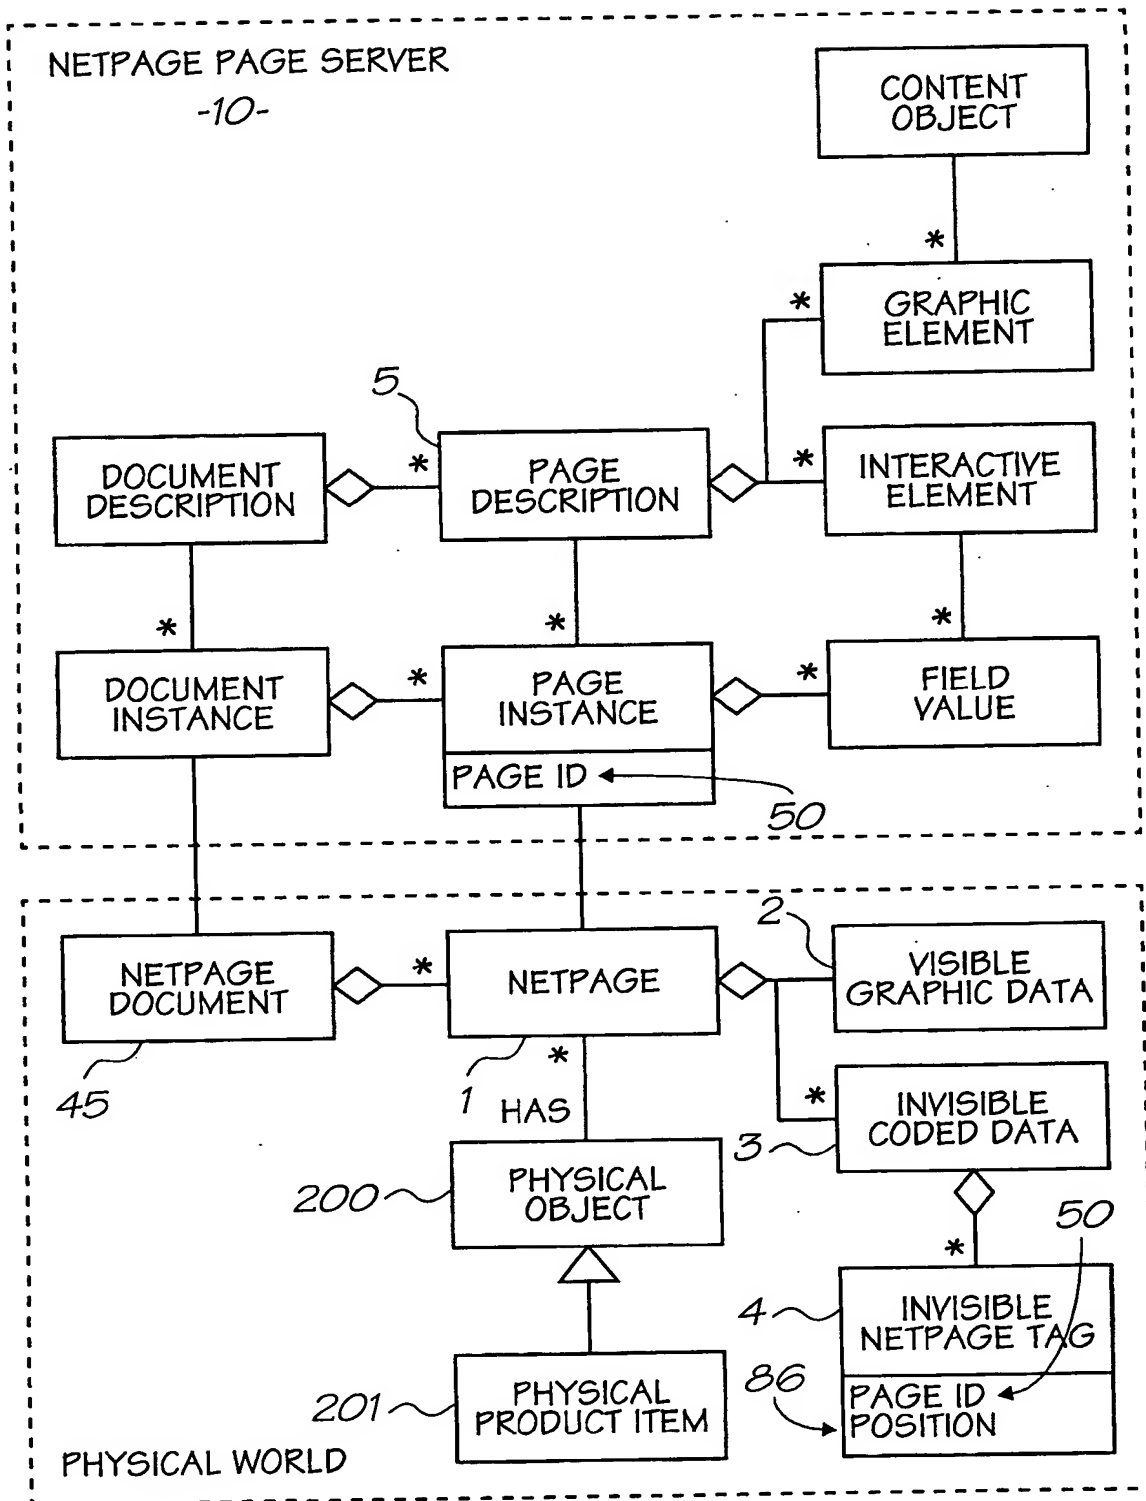 NETPAGE PAGE SERVER
-10-
CONTENT
OBJECT
*
*
GRAPHIC
ELEMENT
5
DOCUMENT
DESCRIPTION
*
PAGE
DESCRIPTION
*
INTERACTIVE
ELEMENT
*
*
*
DOCUMENT
INSTANCE
*
PAGE
INSTANCE
*
FIELD
VALUE
PAGE ID
50
NETPAGE
DOCUMENT
45
*
NETPAGE
1
2
VISIBLE
GRAPHIC DATA
*
HAS
*
INVISIBLE
CODED DATA
3
200
PHYSICAL
OBJECT
*
50
4
INVISIBLE
NETPAGE TAG
201
PHYSICAL
PRODUCT ITEM
86
PAGE ID
POSITION
PHYSICAL WORLD